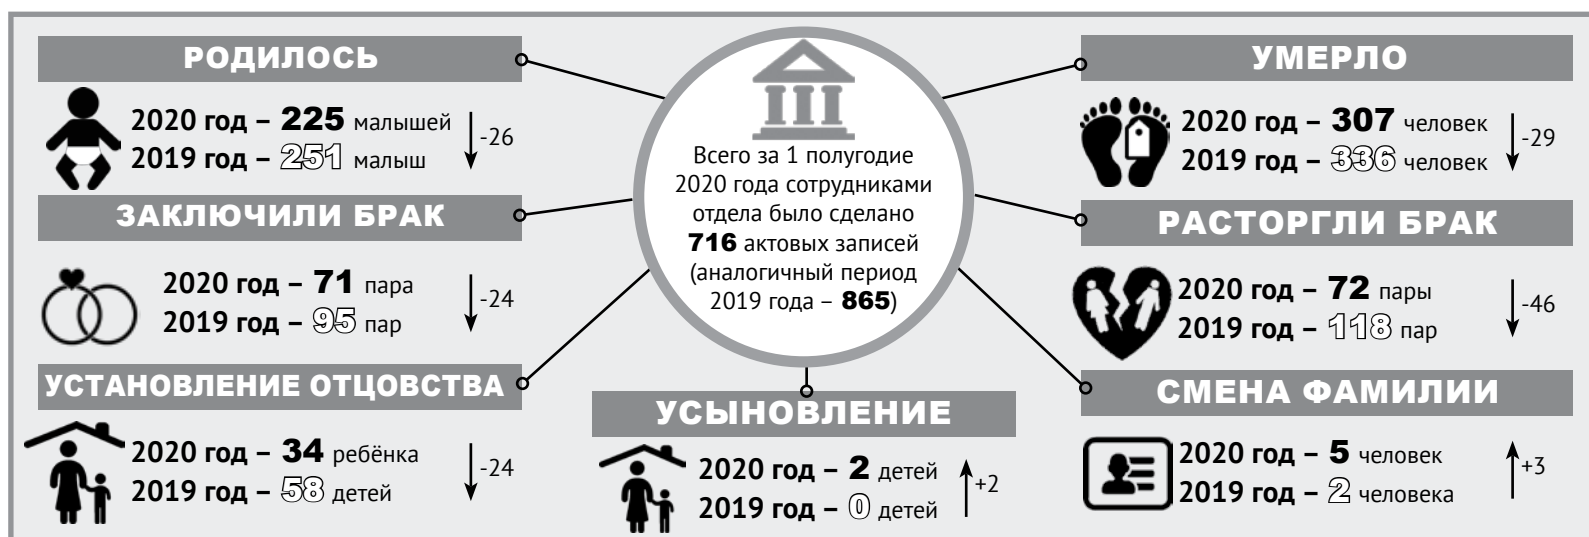 РОДИЛОСЬ
2020 год – 225 малышей
2019 год – 251 малыш
-26
ЗАКЛЮЧИЛИ БРАК
2020 год – 71 пара
2019 год – 95 пар
-24
УСТАНОВЛЕНИЕ ОТЦОВСТВА
2020 год – 34 ребёнка
2019 год – 58 детей
-24
Всего за 1 полугодие
2020 года сотрудниками
отдела было сделано
716 актовых записей
(аналогичный период
2019 года – 865)
УСЫНОВЛЕНИЕ
2020 год – 2 детей
2019 год – 0 детей
+2
УМЕРЛО
2020 год – 307 человек
2019 год – 336 человек
-29
РАСТОРГЛИ БРАК
2020 год – 72 пары
2019 год – 118 пар
-46
СМЕНА ФАМИЛИИ
2020 год – 5 человек
2019 год – 2 человека
+3